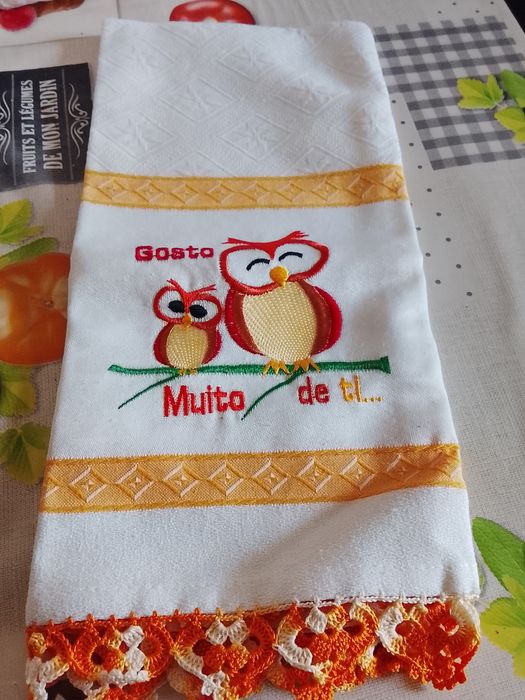 Gosto
Muito de ti...
FRUITS ET LÉGUMES
DE MON JARDIN